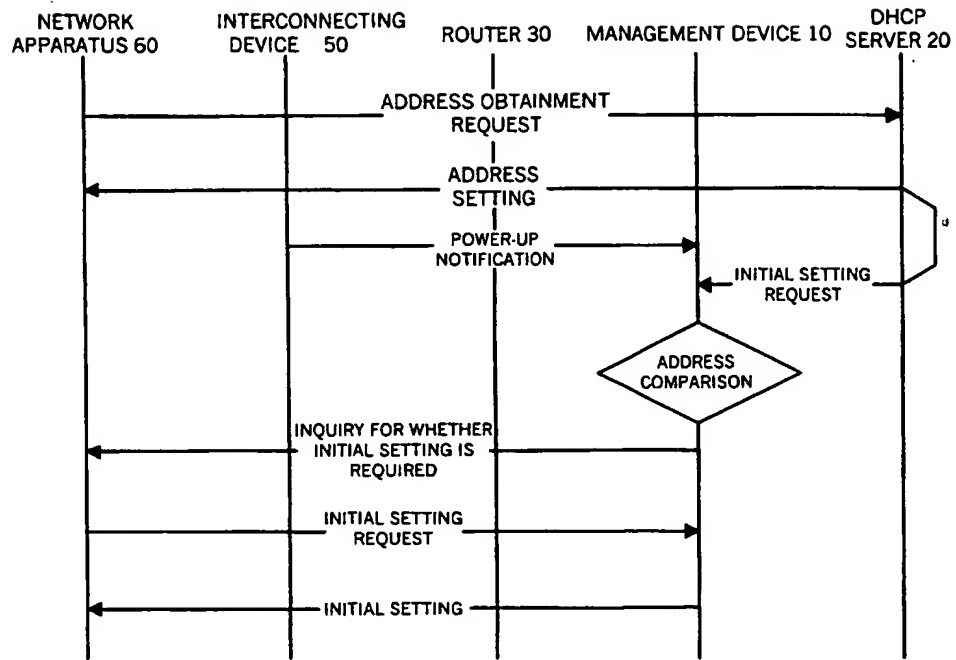 NETWORK
APPARATUS 60
INTERCONNECTING
DEVICE 50
ROUTER 30
MANAGEMENT DEVICE 10
DHCP
SERVER 20
ADDRESS OBTAINMENT
REQUEST
ADDRESS
SETTING
POWER-UP
NOTIFICATION
INITIAL SETTING
REQUEST
ADDRESS
COMPARISON
INQUIRY FOR WHETHER
INITIAL SETTING IS
REQUIRED
INITIAL SETTING
REQUEST
INITIAL SETTING